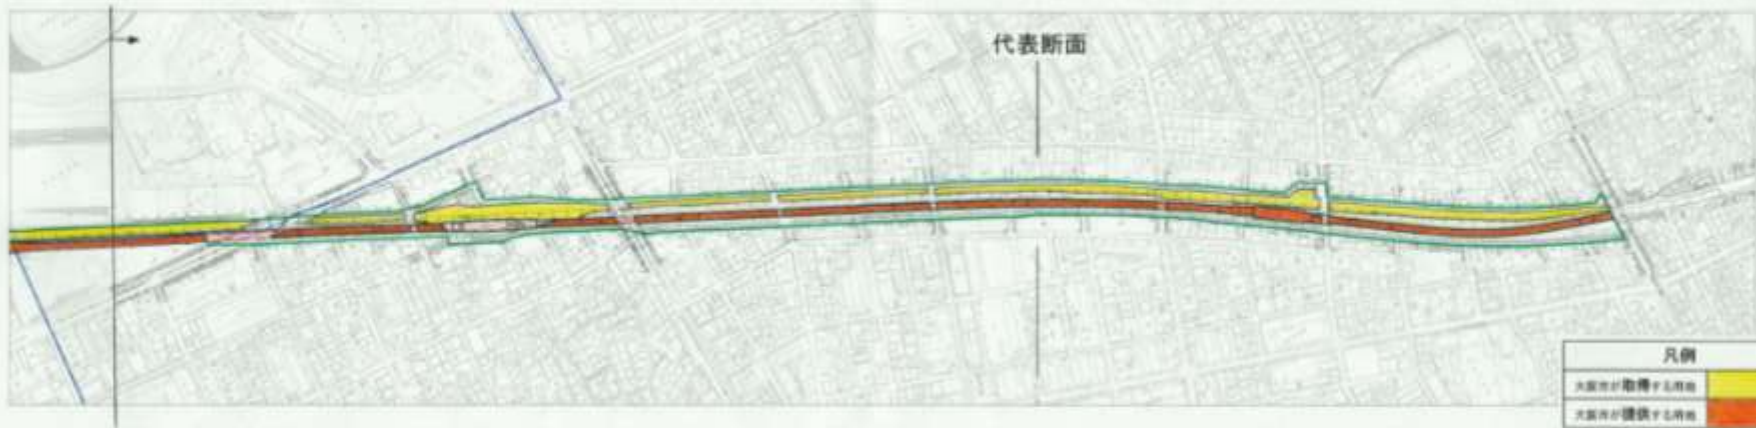 代表断面
凡例
大阪市が取得する用地
大阪市が提供する用地